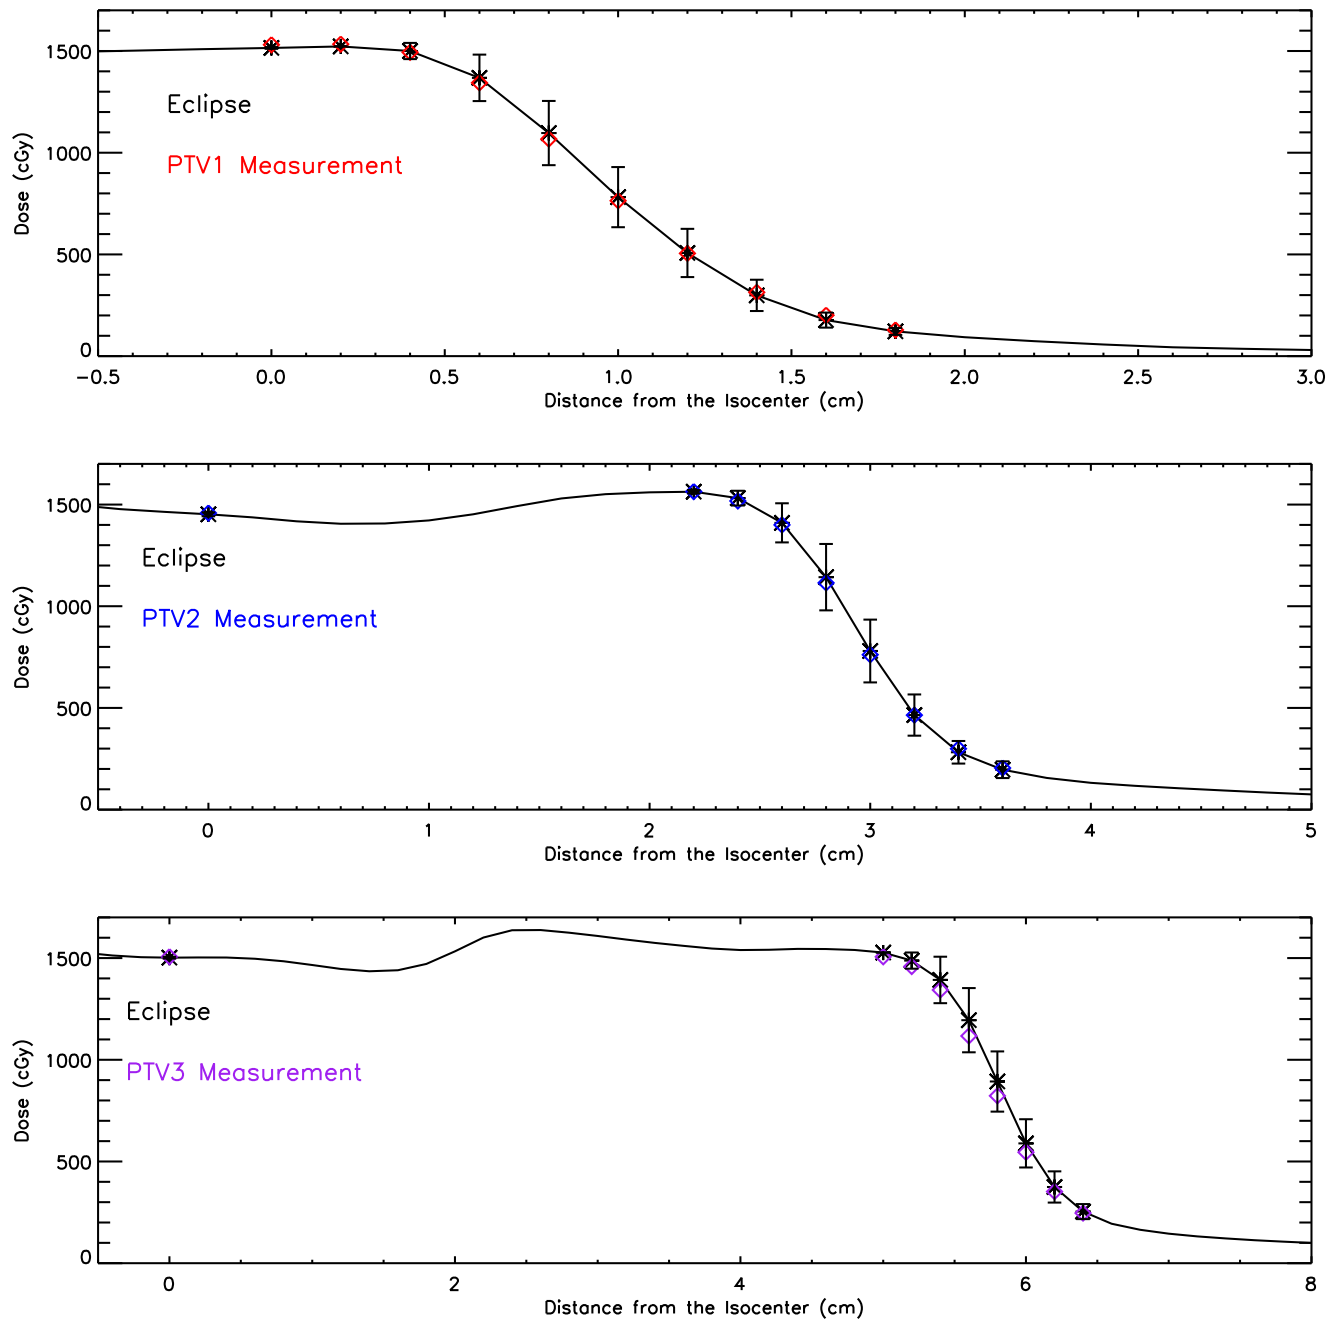 1500
Eclipse
1000
PTV1 Measurement
Dose (cGy)
500
0
−0.5 0.0 0.5 1.0 1.5 2.0 2.5 3.0
Distance from the Isocenter (cm)
1500
Eclipse
1000
PTV2 Measurement
Dose (cGy)
500
0
0 1 2 3 4 5
Distance from the Isocenter (cm)
1500
Eclipse
1000
PTV3 Measurement
Dose (cGy)
500
0
0 2 4 6 8
Distance from the Isocenter (cm)